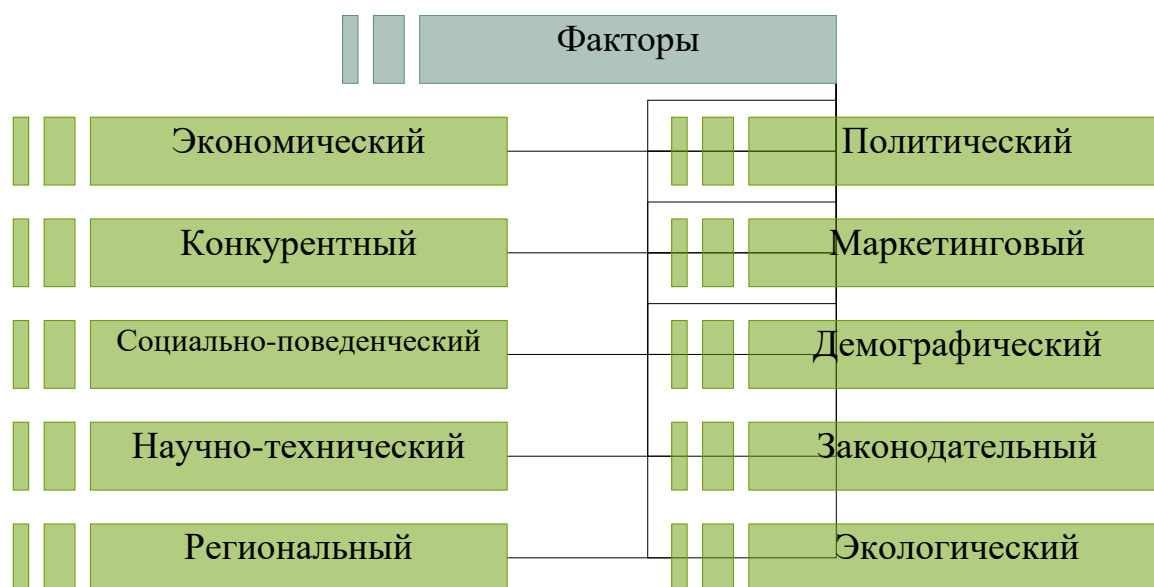 Факторы
Экономический
Политический
Конкурентный
Маркетинговый
Социально-поведенческий
Демографический
Научно-технический
Законодательный
Региональный
Экологический